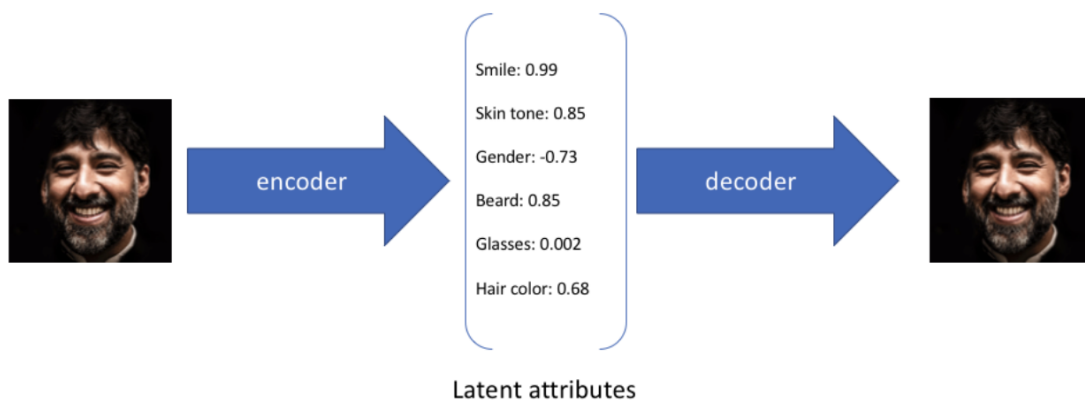 Smile: 0.99
Skin tone: 0.85
Gender: -0.73
Beard: 0.85
Glasses: 0.002
Hair color: 0.68
encoder
decoder
Latent attributes